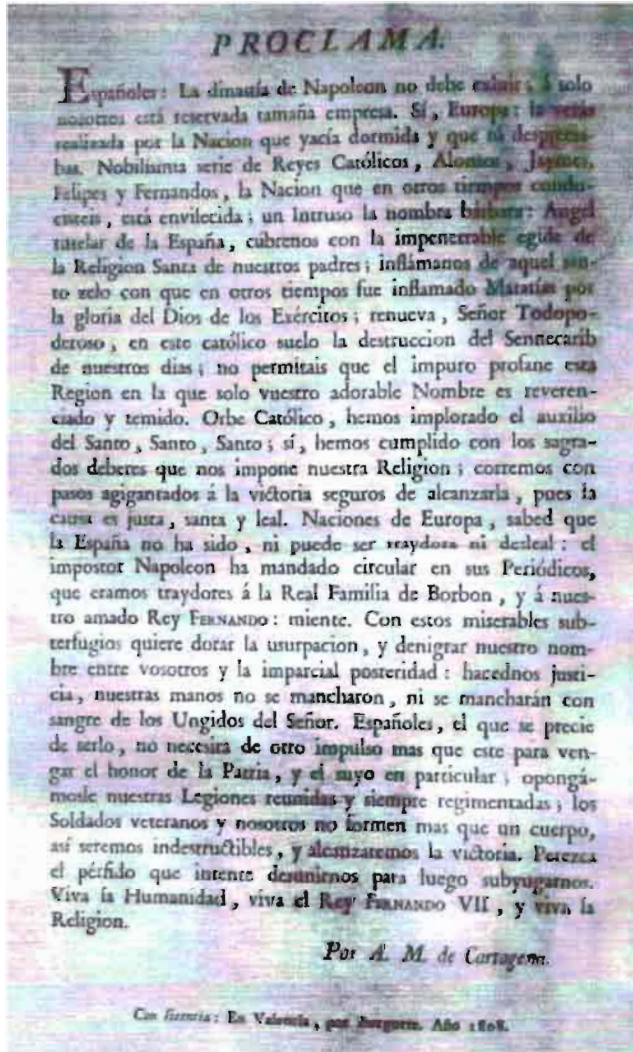 PROCLAMA.
Españoles: La dinastía de Napoleon no debe existir; á solo
nosotros está reservada tamaña empresa. Sí, Europa: la verás
realizada por la Nacion que yacía dormida y que tú desprecia-
bas. Nobilísima serie de Reyes Católicos, Alonsos, Jaymes,
Felipes y Fernandos, la Nacion que en otros tiempos condu-
cisteis, está envilecida; un Intruso la nombra bárbara: Angel
tutelar de la España, cúbrenos con la impenetrable egide de
la Religion Santa de nuestros padres; inflámanos de aquel san-
to zelo con que en otros tiempos fue inflamado Matatías por
la gloria del Dios de los Exércitos; renueva, Señor Todopo-
deroso, en este católico suelo la destruccion del Sennecarib
de nuestros dias; no permitais que el impuro profane esta
Region en la que solo vuestro adorable Nombre es reveren-
ciado y temido. Orbe Católico, hemos implorado el auxilio
del Santo, Santo, Santo; sí, hemos cumplido con los sagra-
dos deberes que nos impone nuestra Religion; corremos con
pasos agigantados á la victoria seguros de alcanzarla, pues la
causa es justa, santa y leal. Naciones de Europa, sabed que
la España no ha sido, ni puede ser traydora ni desleal: el
impostor Napoleon ha mandado circular en sus Periódicos,
que eramos traydores á la Real Familia de Borbon, y á nues-
tro amado Rey FERNANDO: miente. Con estos miserables sub-
terfugios quiere dorar la usurpacion, y denigrar nuestro nom-
bre entre vosotros y la imparcial posteridad: hacednos justi-
cia, nuestras manos no se mancharon, ni se mancharán con
sangre de los Ungidos del Señor. Españoles, el que se precie
de serlo, no necesita de otro impulso mas que este para ven-
gar el honor de la Patria, y el suyo en particular; opongá-
mosle nuestras Legiones reunidas y siempre regimentadas; los
Soldados veteranos y nosotros no formen mas que un cuerpo,
así seremos indestructibles, y alcanzaremos la victoria. Perezca
el pérfido que intente desunirnos para luego subyugarnos.
Viva la Humanidad, viva el Rey FERNANDO VII, y viva la
Religion.
Por A. M. de Cartagena.
Con licencia: En Valencia, por Burguete. Año 1808.